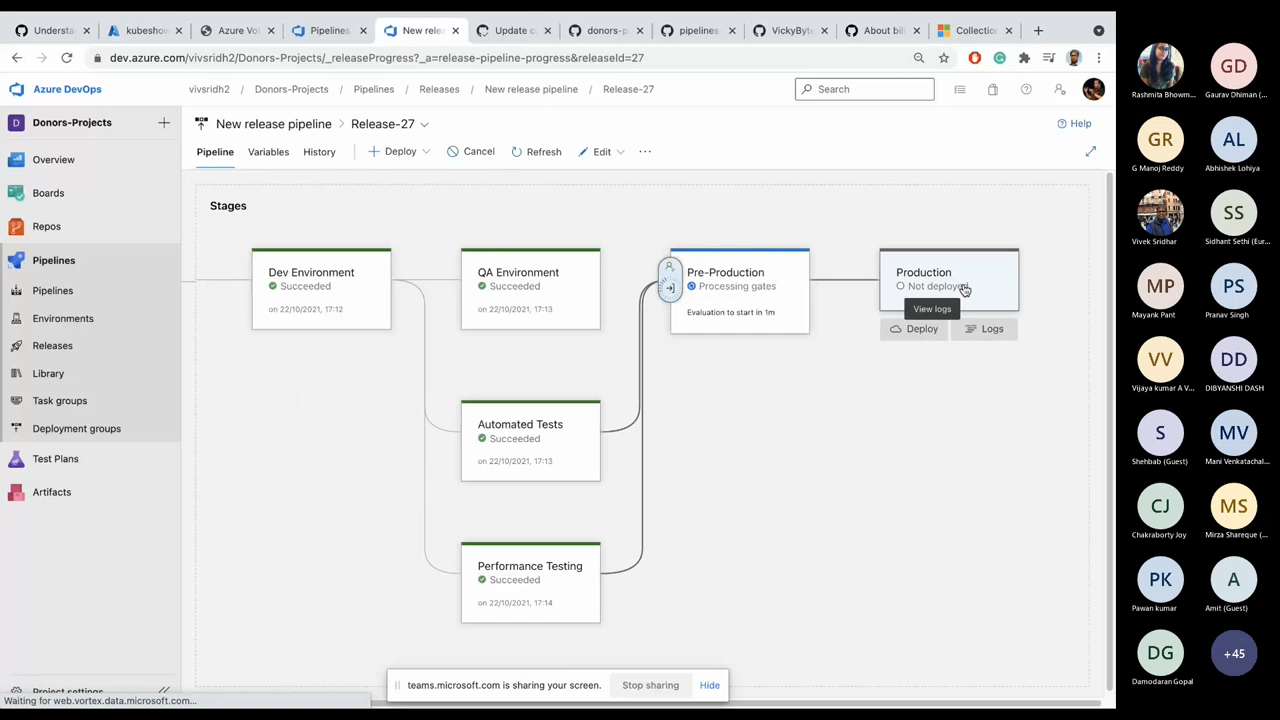 Understa
kubeshow
Azure Vol
Pipelines
New relea
Update c
donors-p
pipelines-
VickyByte
About bill
Collection
dev.azure.com/vivsridh2/Donors-Projects/_releaseProgress?_a=release-pipeline-progress&releaseId=27
Azure DevOps
vivsridh2 / Donors-Projects / Pipelines / Releases / New release pipeline / Release-27
Search
D Donors-Projects
New release pipeline > Release-27
Help
Pipeline Variables History Deploy Cancel Refresh Edit ...
Overview
Boards
Repos
Pipelines
Pipelines
Environments
Releases
Library
Task groups
Deployment groups
Test Plans
Artifacts
Project settings
Stages
Dev Environment
Succeeded
on 22/10/2021, 17:12
QA Environment
Succeeded
on 22/10/2021, 17:13
Pre-Production
Processing gates
Evaluation to start in 1m
Production
Not deployed
View logs
Deploy Logs
Automated Tests
Succeeded
on 22/10/2021, 17:13
Performance Testing
Succeeded
on 22/10/2021, 17:14
teams.microsoft.com is sharing your screen. Stop sharing Hide
Waiting for web.vortex.data.microsoft.com...
Rashmita Bhowm...
GD
Gaurav Dhiman (...
GR
G Manoj Reddy
AL
Abhishek Lohiya
Vivek Sridhar
SS
Sidhant Sethi (Eur...
MP
Mayank Pant
PS
Pranav Singh
VV
Vijaya kumar A V...
DD
DIBYANSHI DASH
S
Shehbab (Guest)
MV
Mani Venkatachal...
CJ
Chakraborty Joy
MS
Mirza Shareque (...
PK
Pawan kumar
A
Amit (Guest)
DG
Damodaran Gopal
+45